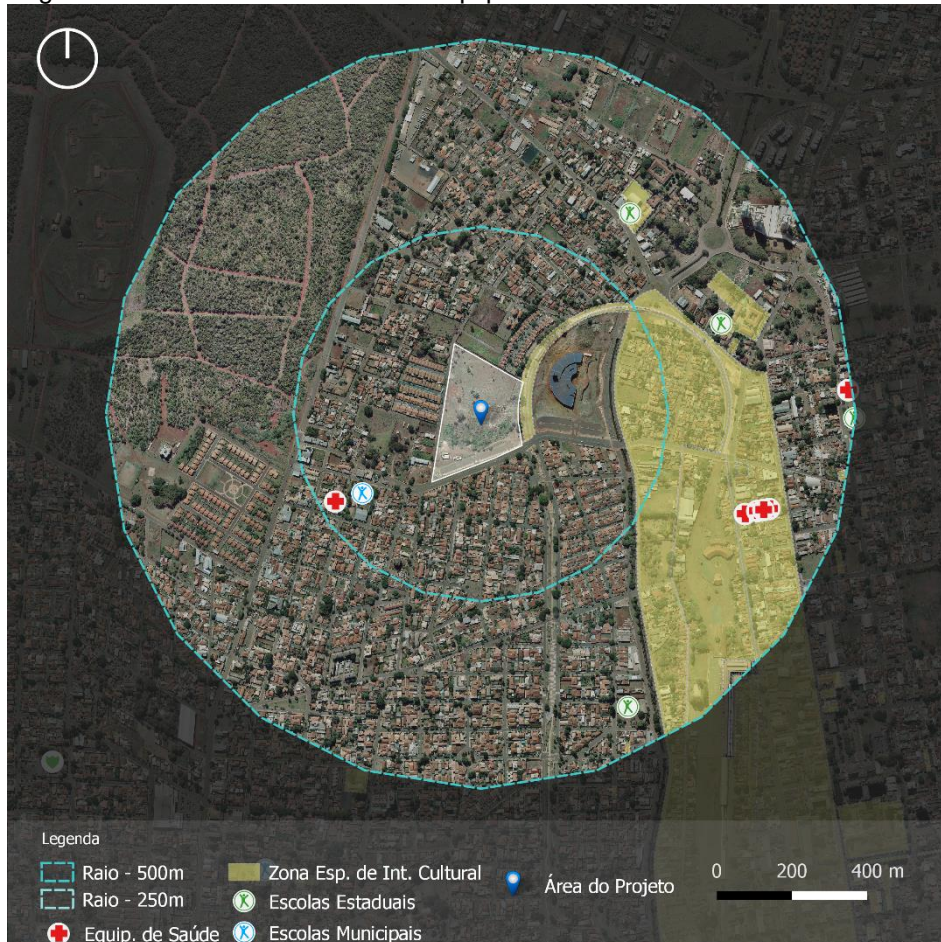 Legenda
Raio - 500m
Raio - 250m
Equip. de Saúde
Zona Esp. de Int. Cultural
Escolas Estaduais
Escolas Municipais
Área do Projeto
0 200 400 m